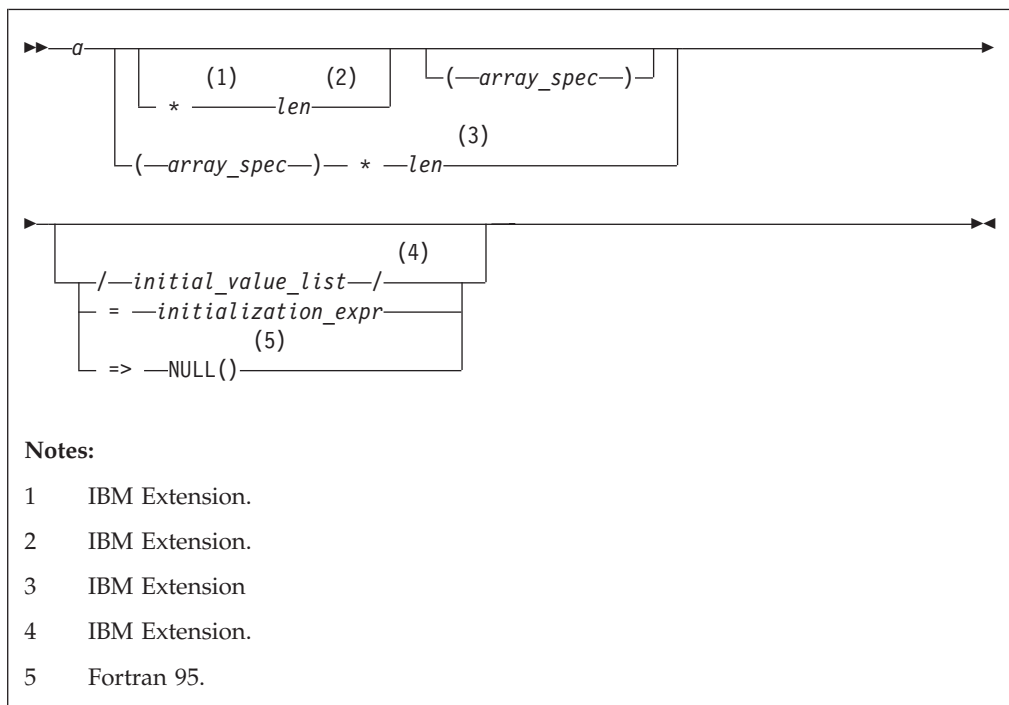 a
(1) (2) (—array_spec—)
* len
(3)
(—array_spec—) * len
(4)
/—initial_value_list—/
= initialization_expr
(5)
=> NULL()
Notes:
1 IBM Extension.
2 IBM Extension.
3 IBM Extension
4 IBM Extension.
5 Fortran 95.